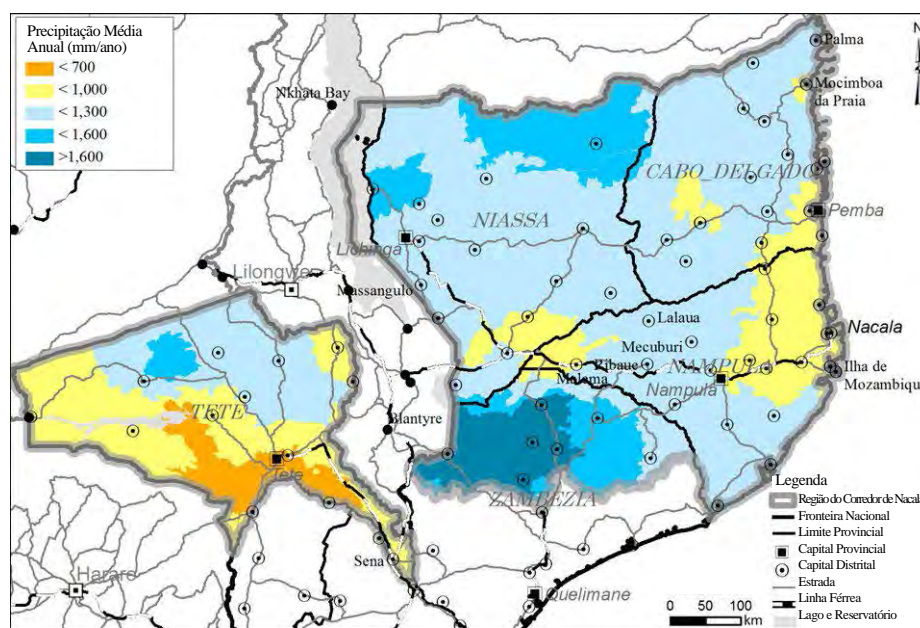 Precipitação Média
Anual (mm/ano)
< 700
< 1,000
< 1,300
< 1,600
>1,600
N
Palma
Nkhata Bay
Mocimboa
da Praia
CABO_DELGADO
NIASSA
Pemba
Lichinga
Lilongwe
Massangulo
Lalaua
Nacala
Mecuburi
Ribaue
NAMPULA
Malema
Nampula
Ilha de
Mozambiqu
TETE
Blantyre
Tete
ZAMBEZIA
Sena
Harare
Quelimane
Legenda
Região do Corredor de Nacala
Fronteira Nacional
Limite Provincial
Capital Provincial
Capital Distrital
Estrada
Linha Férrea
Lago e Reservatório
0 50 100
km